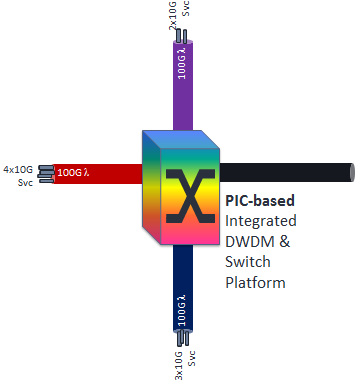 2x10G
Svc
100G λ
4x10G
Svc
100G λ
PIC-based
Integrated
DWDM &
Switch
Platform
100G λ
3x10G
Svc